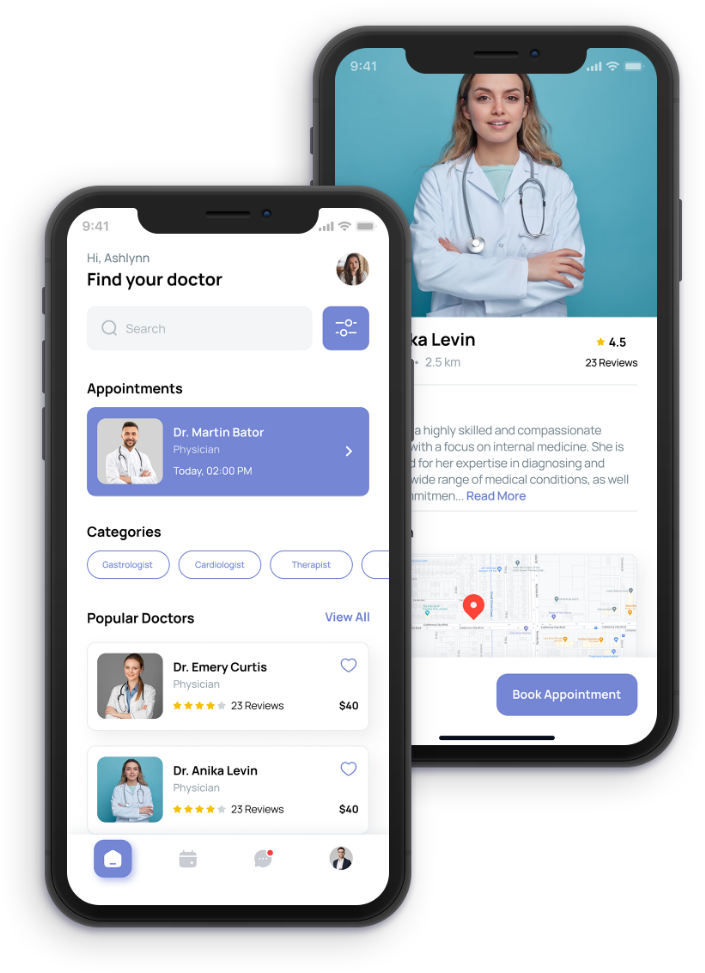 9:41
Hi, Ashlynn
Find your doctor
Search
Appointments
Dr. Martin Bator
Physician
Today, 02:00 PM
Categories
Gastrologist
Cardiologist
Therapist
Popular Doctors
View All
Dr. Emery Curtis
Physician
23 Reviews
$40
Dr. Anika Levin
Physician
23 Reviews
$40
9:41
ka Levin
4.5
• 2.5 km
23 Reviews
a highly skilled and compassionate
with a focus on internal medicine. She is
d for her expertise in diagnosing and
wide range of medical conditions, as well
mmitmen... Read More
Book Appointment